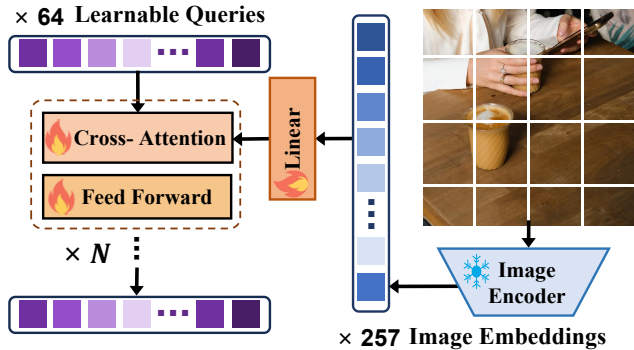 × 64 Learnable Queries
Cross- Attention
Feed Forward
× N
Linear
Image
Encoder
× 257 Image Embeddings